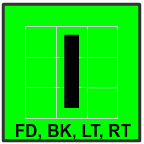 FD, BK, LT, RT